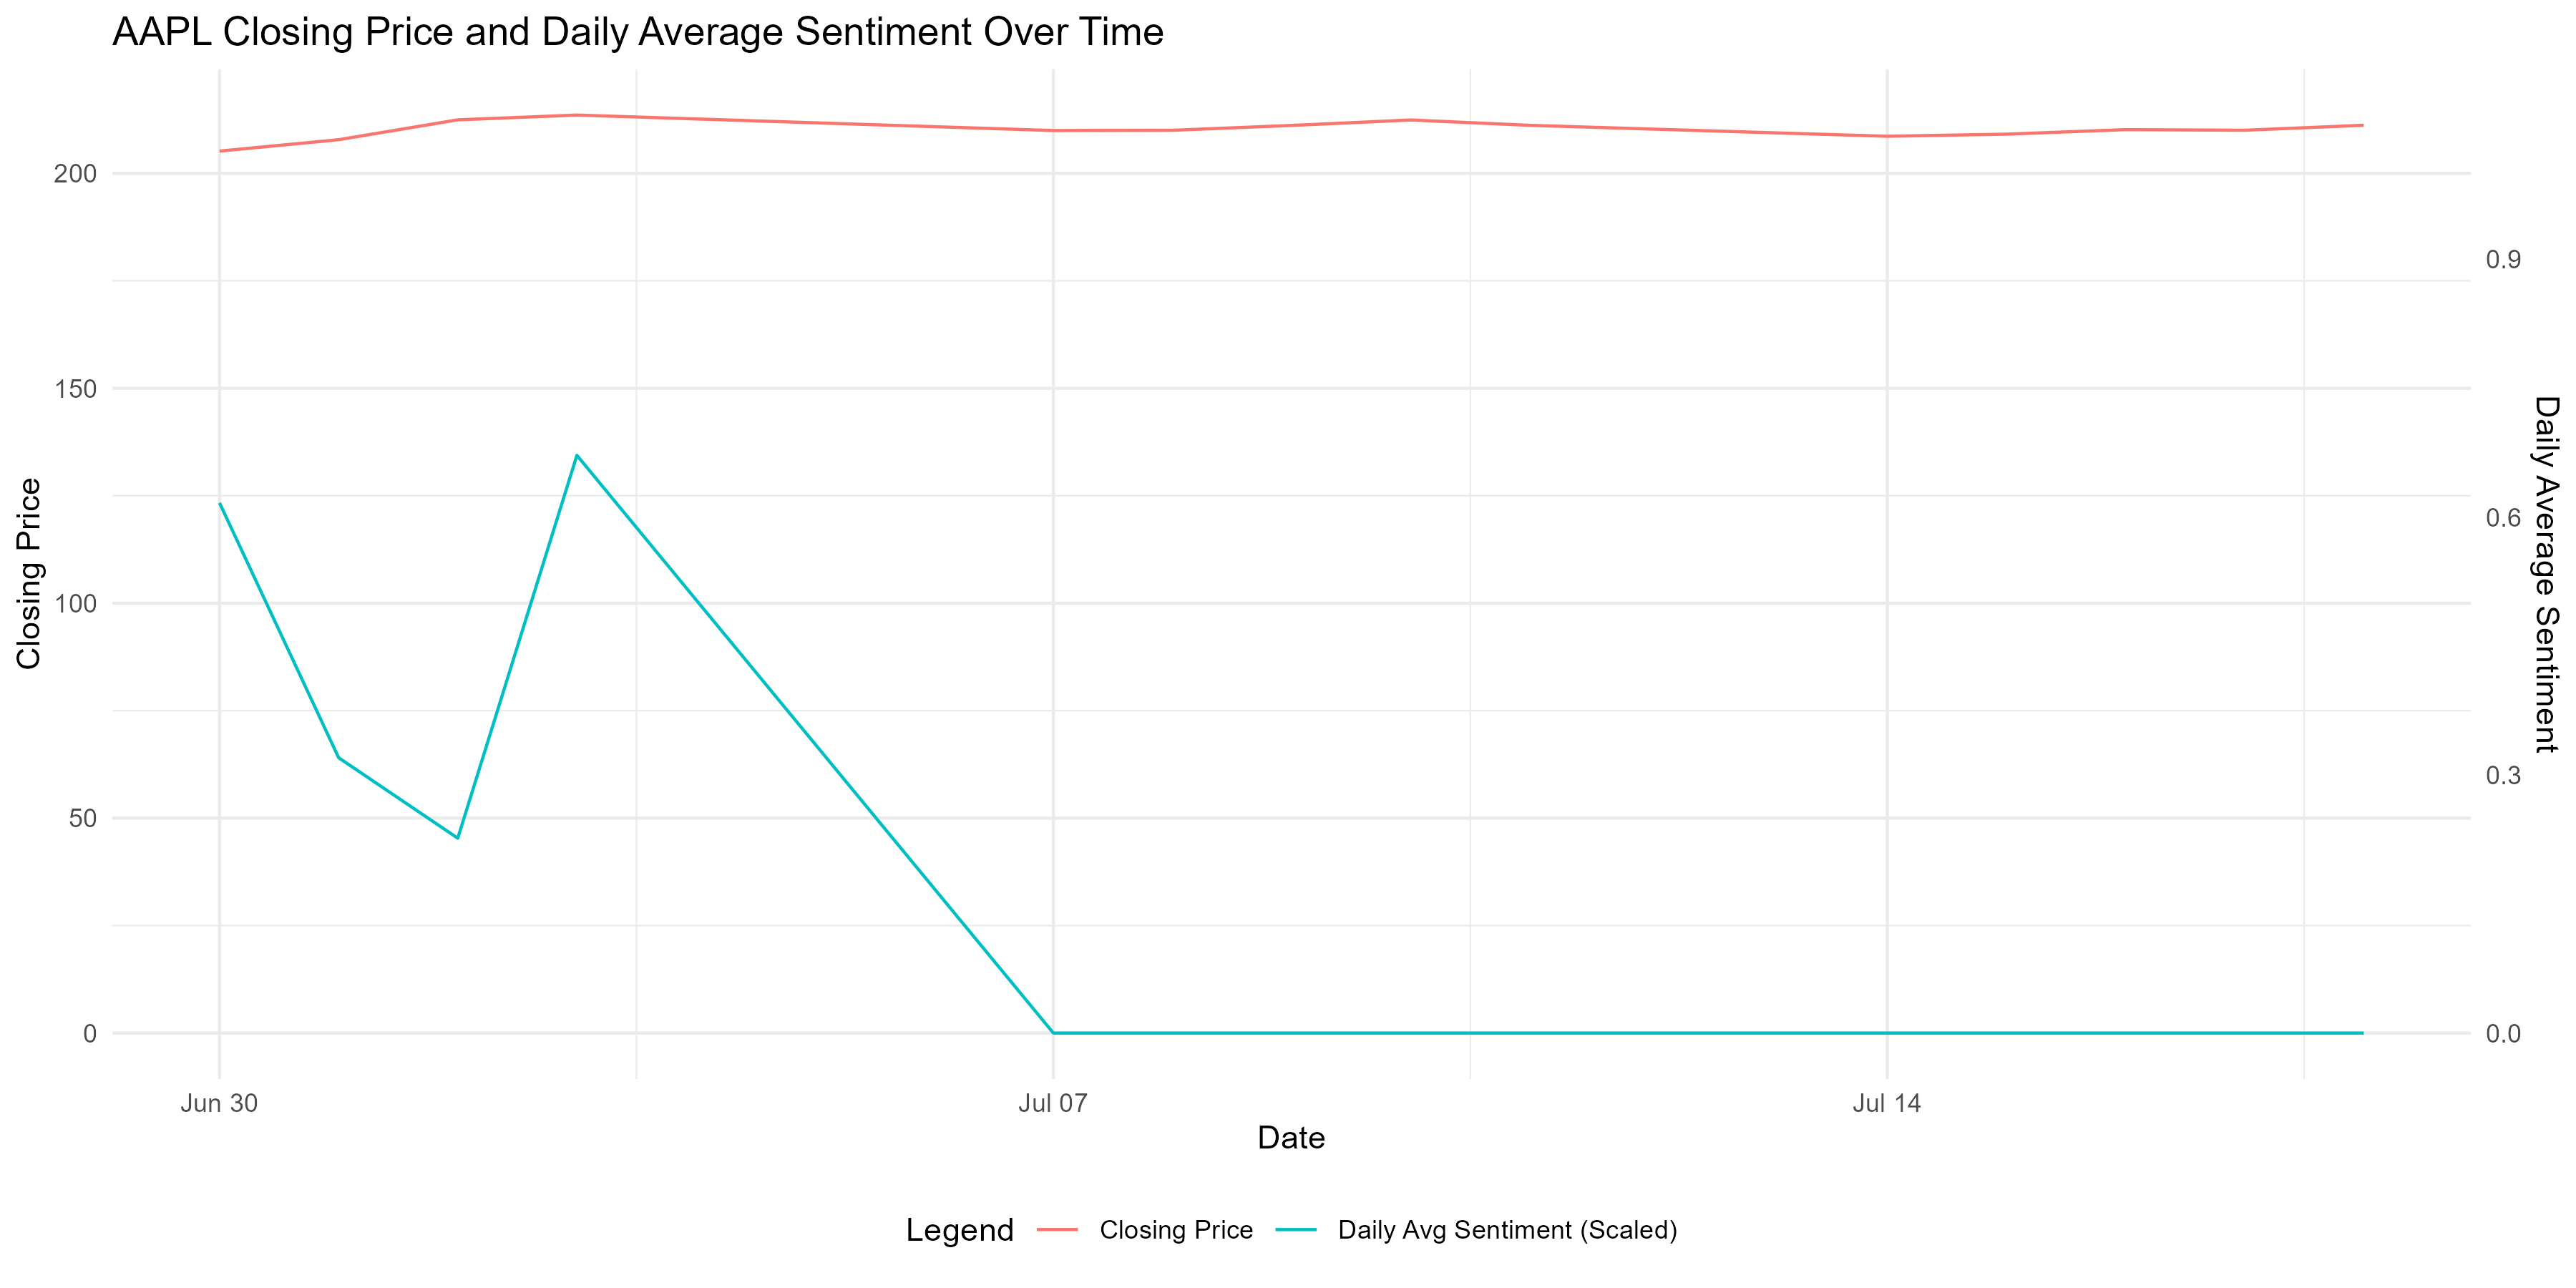 AAPL Closing Price and Daily Average Sentiment Over Time
Closing Price
200
150
100
50
0
0.9
0.6
0.3
0.0
Daily Average Sentiment
Jun 30
Jul 07
Jul 14
Date
Legend Closing Price Daily Avg Sentiment (Scaled)